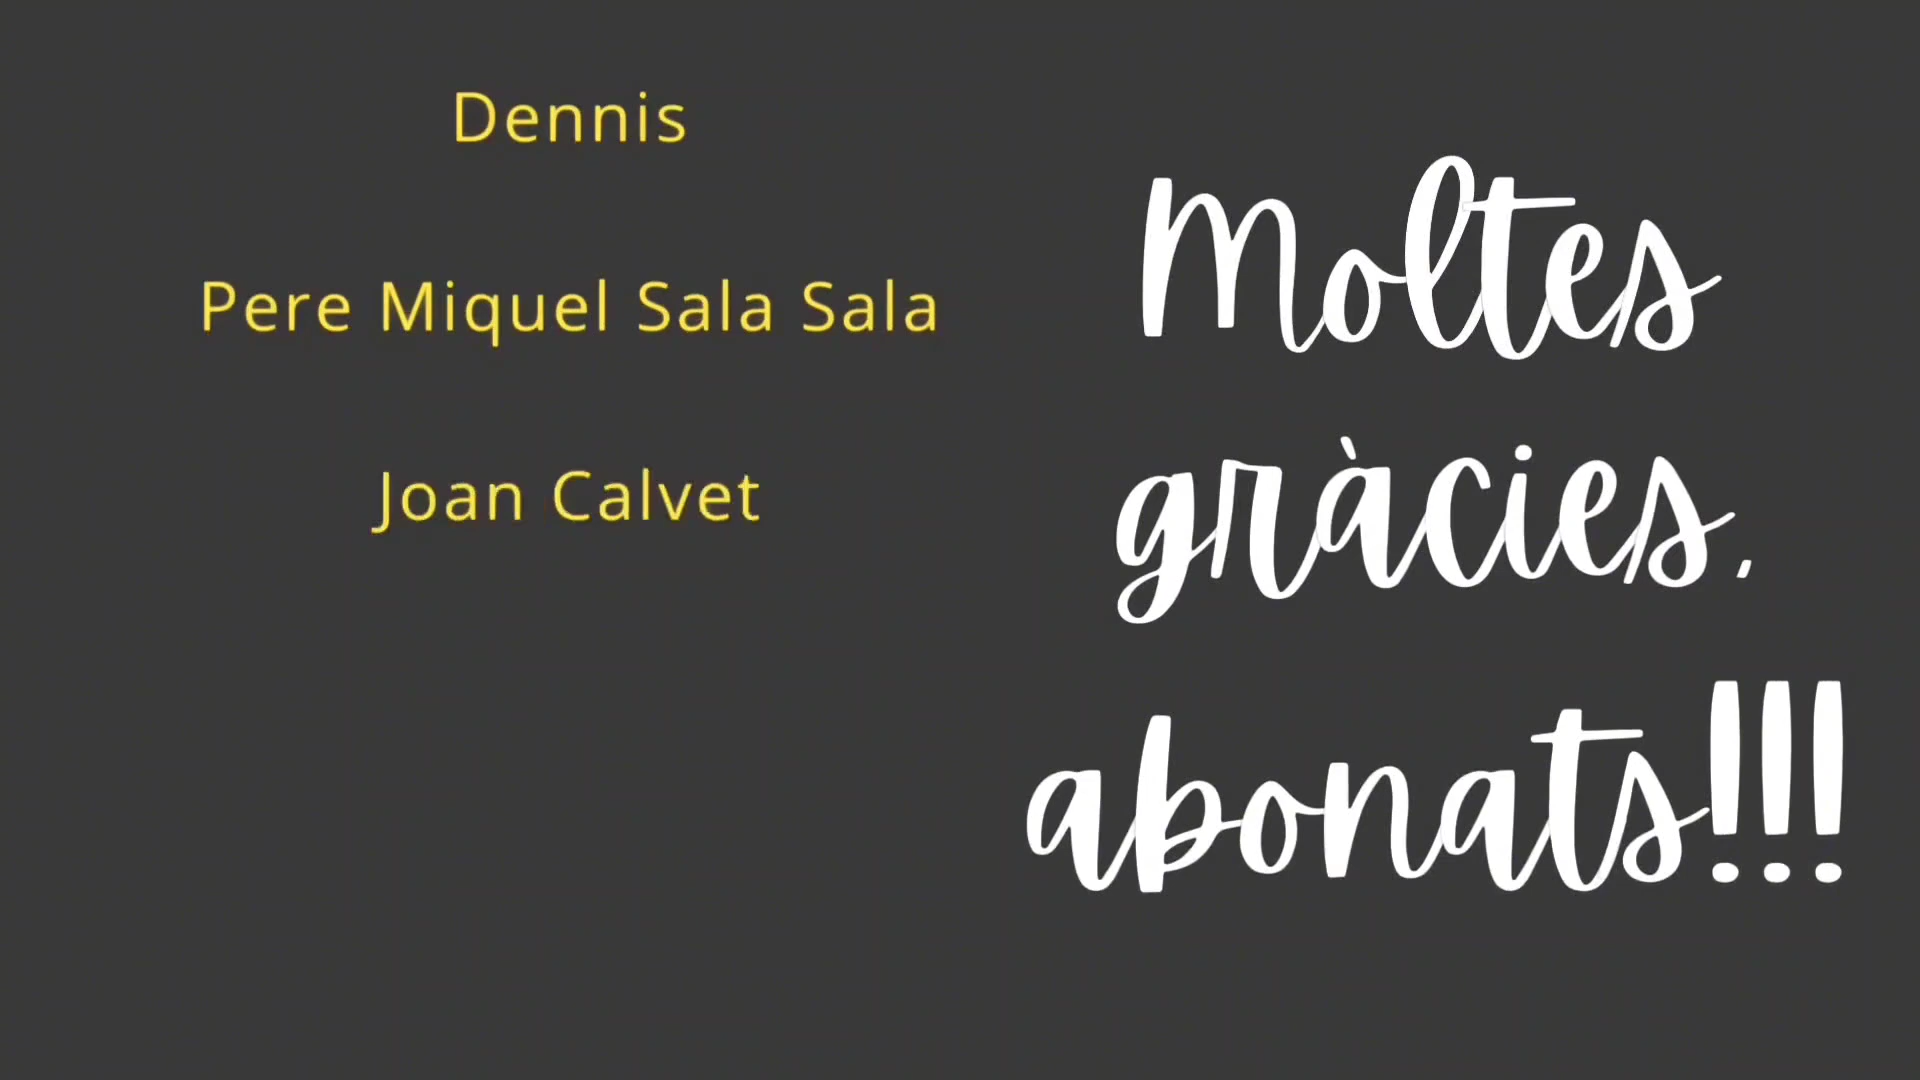 Dennis
Pere Miquel Sala Sala
Joan Calvet
Moltes
gràcies,
abonats!!!